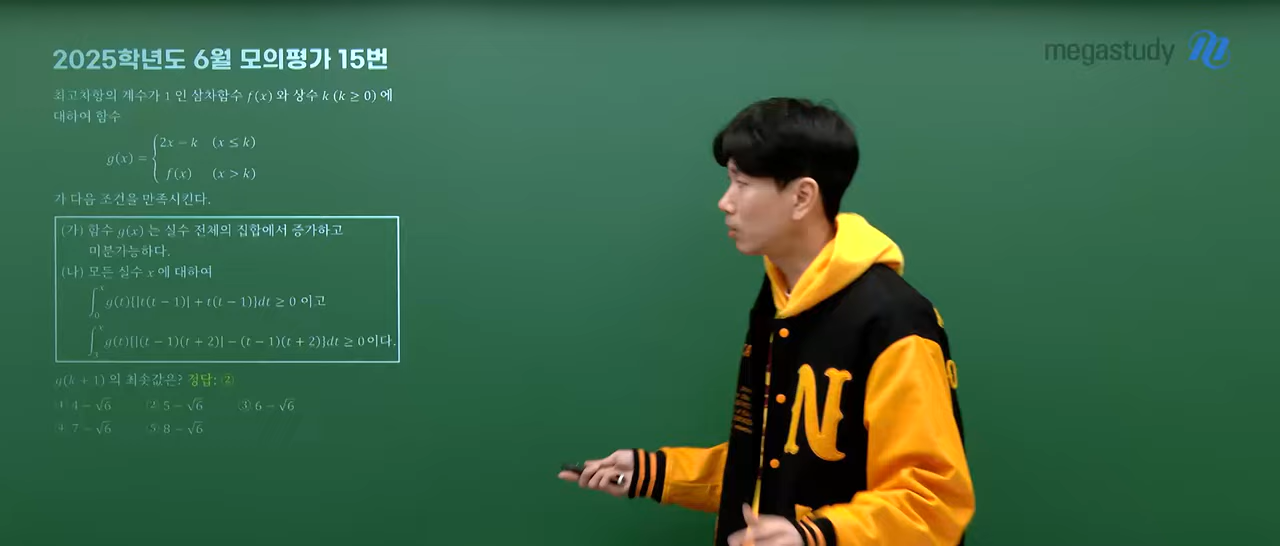 2025학년도 6월 모의평가 15번
megastudy
최고차항의 계수가 1 인 삼차함수 f(x) 와 상수 k (k ≥ 0) 에
대하여 함수
g(x) = { 2x − k (x ≤ k)
f(x) (x > k)
가 다음 조건을 만족시킨다.
(가) 함수 g(x) 는 실수 전체의 집합에서 증가하고
미분가능하다.
(나) 모든 실수 x 에 대하여
∫₀ˣ g(t){|t(t − 1)| + t(t − 1)}dt ≥ 0 이고
∫₃ˣ g(t){|(t − 1)(t + 2)| − (t − 1)(t + 2)}dt ≥ 0 이다.
g(k + 1) 의 최솟값은? 정답: ②
① 4 − √6 ② 5 − √6 ③ 6 − √6
④ 7 − √6 ⑤ 8 − √6
N